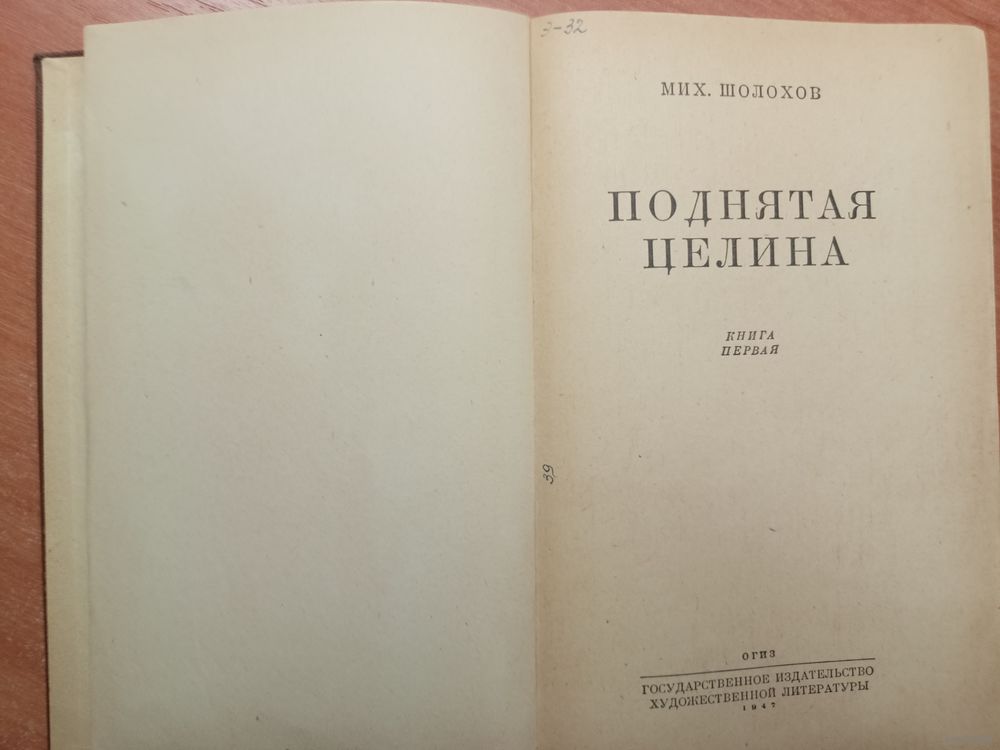 Э-32
МИХ. ШОЛОХОВ
ПОДНЯТАЯ
ЦЕЛИНА
КНИГА
ПЕРВАЯ
39
ОГИЗ
ГОСУДАРСТВЕННОЕ ИЗДАТЕЛЬСТВО
ХУДОЖЕСТВЕННОЙ ЛИТЕРАТУРЫ
1947